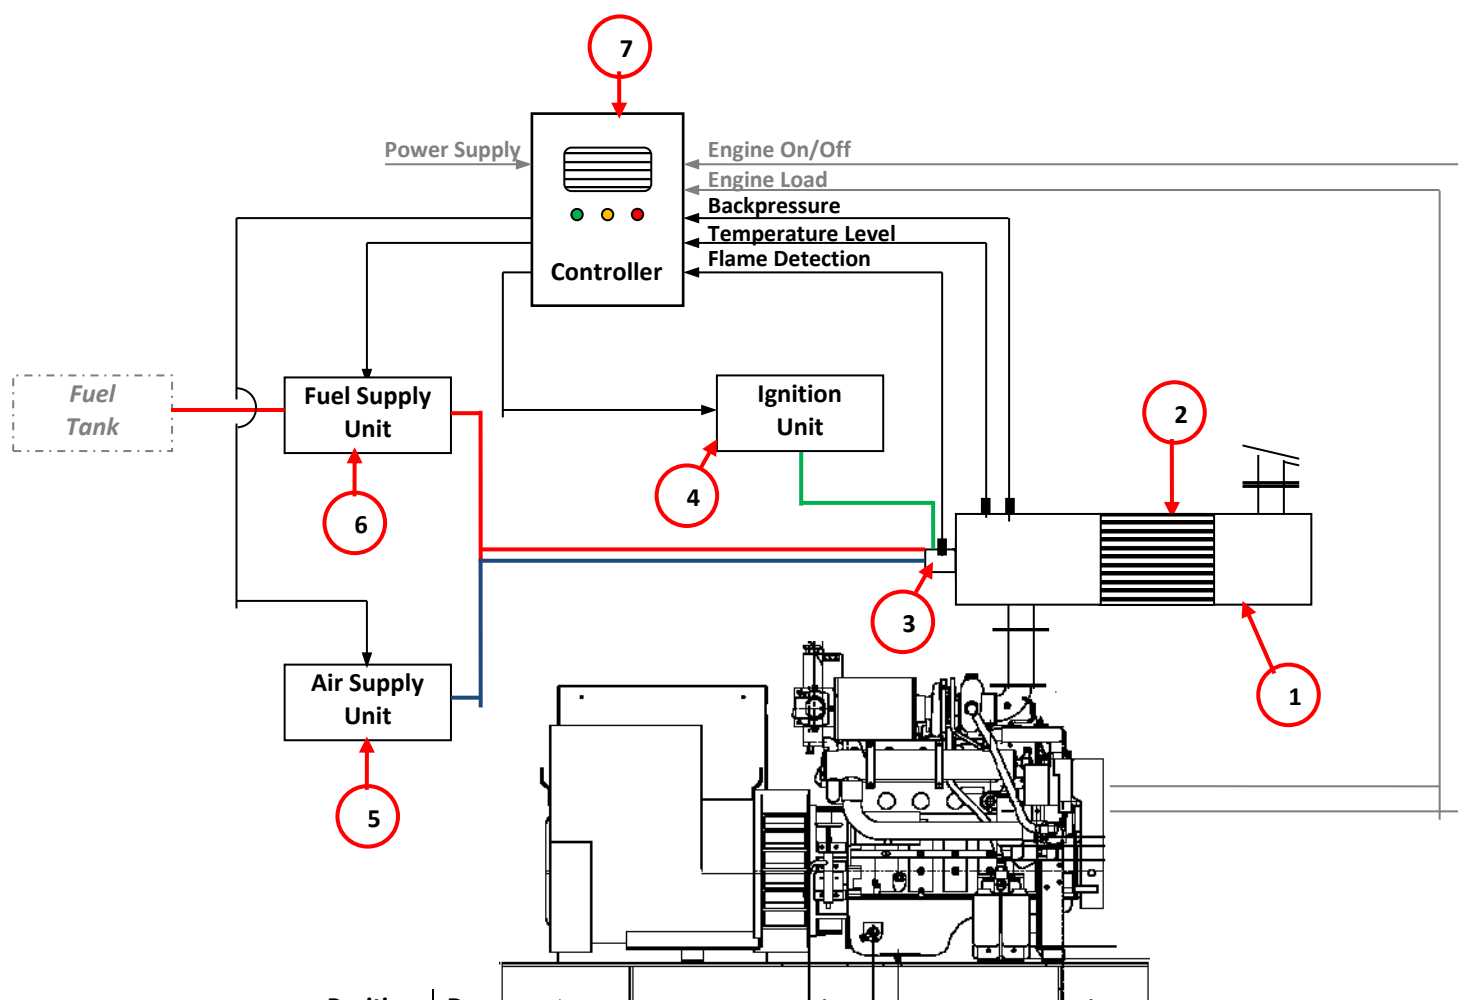 7
Power Supply
Engine On/Off
Engine Load
Backpressure
Temperature Level
Flame Detection
Controller
Fuel
Tank
Fuel Supply
Unit
Ignition
Unit
2
4
6
3
Air Supply
Unit
1
5